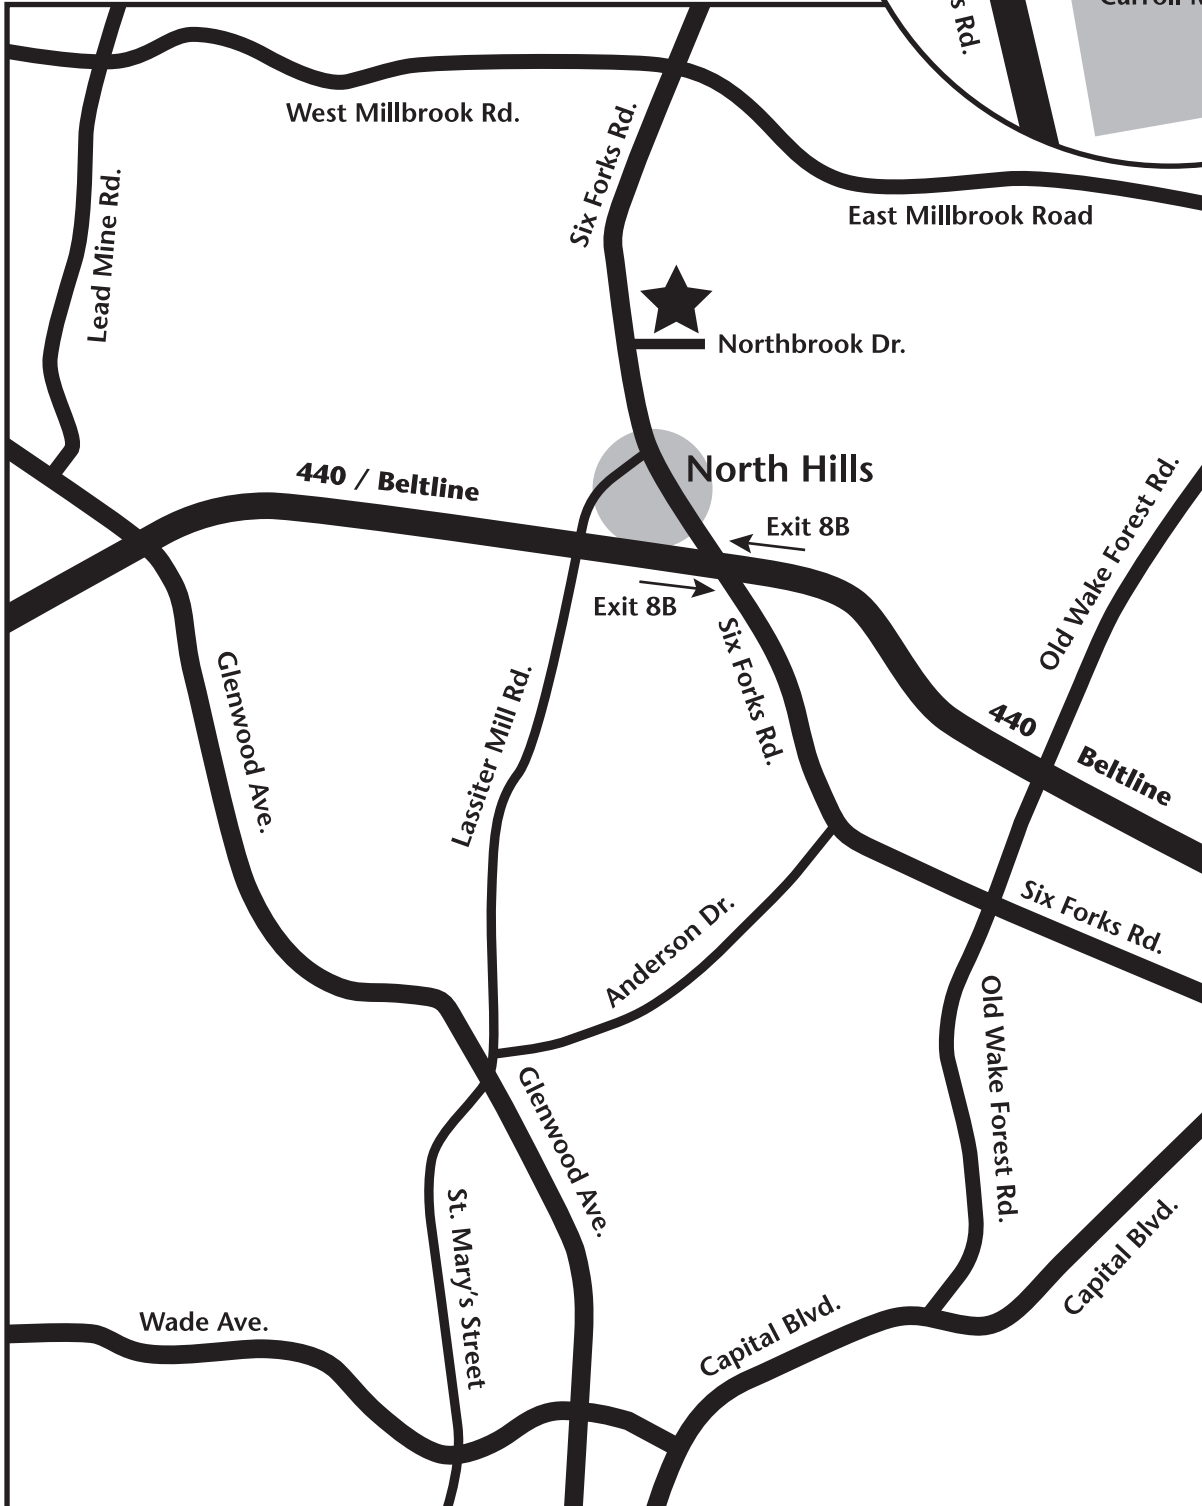 s Rd.
West Millbrook Rd.
Six Forks Rd.
Lead Mine Rd.
East Millbrook Road
Northbrook Dr.
North Hills
440 / Beltline
Exit 8B
Exit 8B
Old Wake Forest Rd.
Six Forks Rd.
Glenwood Ave.
Lassiter Mill Rd.
440
Beltline
Six Forks Rd.
Anderson Dr.
Old Wake Forest Rd.
Glenwood Ave.
St. Mary's Street
Capital Blvd.
Wade Ave.
Capital Blvd.